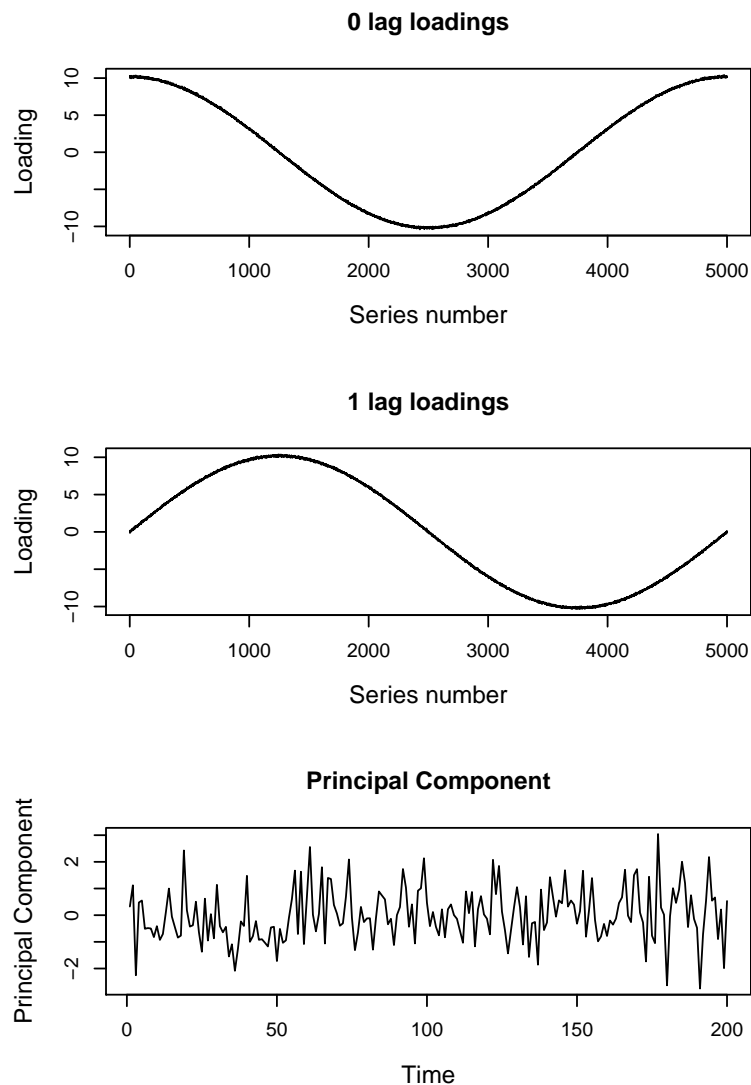 0 lag loadings
Loading
10
5
0
−10
0 1000 2000 3000 4000 5000
Series number
1 lag loadings
Loading
10
5
0
−10
0 1000 2000 3000 4000 5000
Series number
Principal Component
Principal Component
2
0
−2
0 50 100 150 200
Time